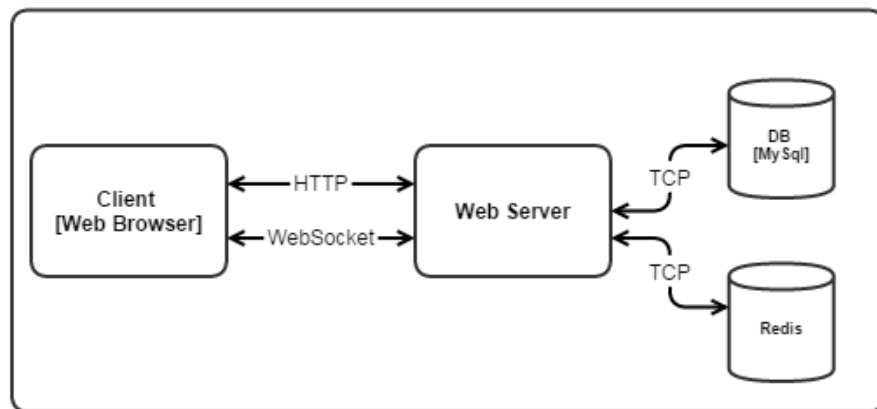 Client
[Web Browser]
HTTP
WebSocket
Web Server
TCP
DB
[MySql]
TCP
Redis